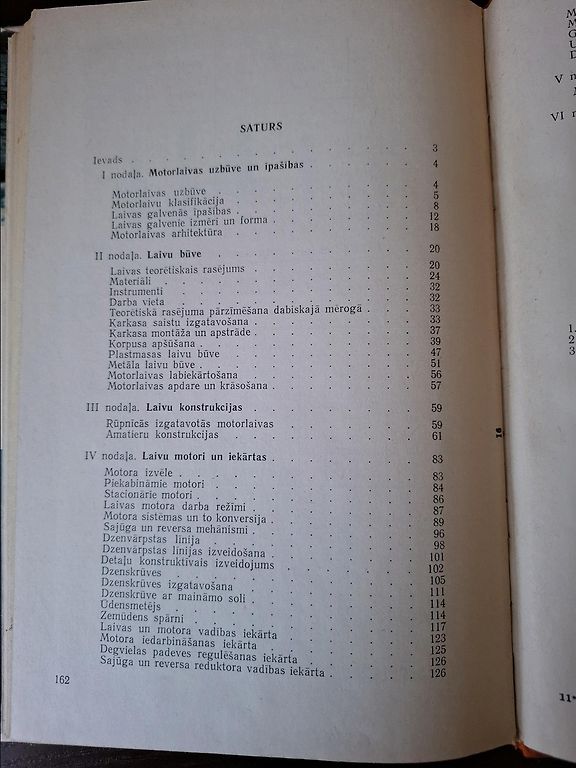 SATURS
Ievads . . . . . . . . . . . . 3
I nodaļa. Motorlaivas uzbūve un īpašības . . . . . . 4
Motorlaivas uzbūve . . . . . . . . . . 4
Motorlaivu klasifikācija . . . . . . . . . 5
Laivas galvenās īpašības . . . . . . . . . 8
Laivas galvenie izmēri un forma . . . . . . . . 12
Motorlaivas arhitektūra . . . . . . . . . 18
II nodaļa. Laivu būve . . . . . . . . . . 20
Laivas teorētiskais rasējums . . . . . . . . 20
Materiāli . . . . . . . . . . . . 24
Instrumenti . . . . . . . . . . . 32
Darba vieta . . . . . . . . . . . 32
Teorētiskā rasējuma pārzīmēšana dabiskajā mērogā . . . . 33
Karkasa saistu izgatavošana . . . . . . . . 33
Karkasa montāža un apstrāde . . . . . . . . 37
Korpusa apšūšana . . . . . . . . . . 39
Plastmasas laivu būve . . . . . . . . . 47
Metāla laivu būve . . . . . . . . . . 51
Motorlaivas labiekārtošana . . . . . . . . 56
Motorlaivas apdare un krāsošana . . . . . . . 57
III nodaļa. Laivu konstrukcijas . . . . . . . . 59
Rūpnīcās izgatavotās motorlaivas . . . . . . . 59
Amatieru konstrukcijas . . . . . . . . . 61
IV nodaļa. Laivu motori un iekārtas . . . . . . . 83
Motora izvēle . . . . . . . . . . . 83
Piekabināmie motori . . . . . . . . . . 84
Stacionārie motori . . . . . . . . . . 86
Laivas motora darba režīmi . . . . . . . . 87
Motora sistēmas un to konversija . . . . . . . 89
Sajūga un reversa mehānismi . . . . . . . . 96
Dzenvārpstas līnija . . . . . . . . . . 98
Dzenvārpstas līnijas izveidošana . . . . . . . 101
Detaļu konstruktīvais izveidojums . . . . . . . 102
Dzenskrūves . . . . . . . . . . . 105
Dzenskrūves izgatavošana . . . . . . . . 111
Dzenskrūve ar maināmo soli . . . . . . . . 114
Ūdensmetējs . . . . . . . . . . . 114
Zemūdens spārni . . . . . . . . . . 117
Laivas un motora vadības iekārta . . . . . . . 123
Motora iedarbināšanas iekārta . . . . . . . 125
Degvielas padeves regulēšanas iekārta . . . . . . 126
Sajūga un reversa reduktora vadības iekārta . . . . . 126
162
M
M
G
U
D
V n
VI n
1.
2
3
16
11*